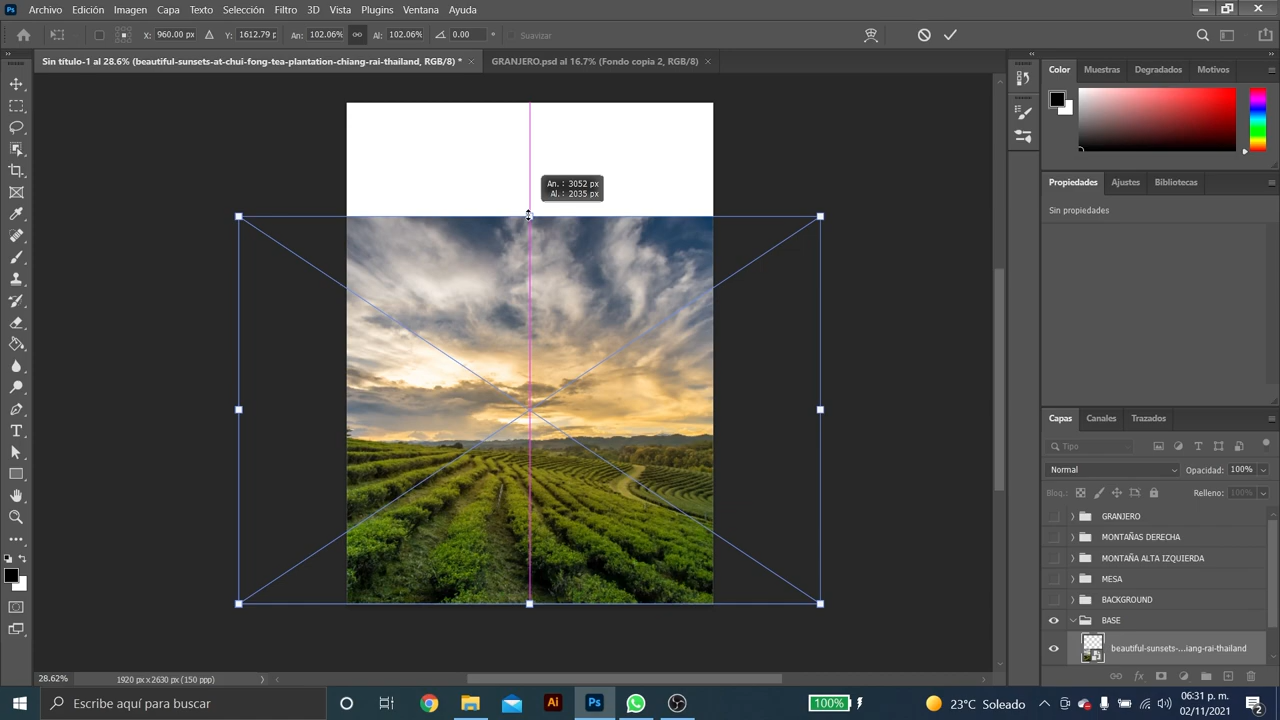 Ps Archivo Edición Imagen Capa Texto Selección Filtro 3D Vista Plugins Ventana Ayuda
X: 960.00 px Y: 1612.79 p An: 102.06% Al: 102.06% 0.00 ° Suavizar
Sin título-1 al 28.6% (beautiful-sunsets-at-chui-fong-tea-plantation-chiang-rai-thailand, RGB/8) * × GRANJERO.psd al 16.7% (Fondo copia 2, RGB/8) ×
Color Muestras Degradados Motivos
An. : 3052 px
Al. : 2035 px
Propiedades Ajustes Bibliotecas
Sin propiedades
Capas Canales Trazados
Tipo
Normal Opacidad: 100%
Bloq.: Relleno: 100%
GRANJERO
MONTAÑAS DERECHA
MONTAÑA ALTA IZQUIERDA
MESA
BACKGROUND
BASE
beautiful-sunsets-...iang-rai-thailand
28.62% 1920 px x 2630 px (150 ppp)
Escribe aquí para buscar
Ai Ps
100%
23°C Soleado
06:31 p. m.
02/11/2021
2